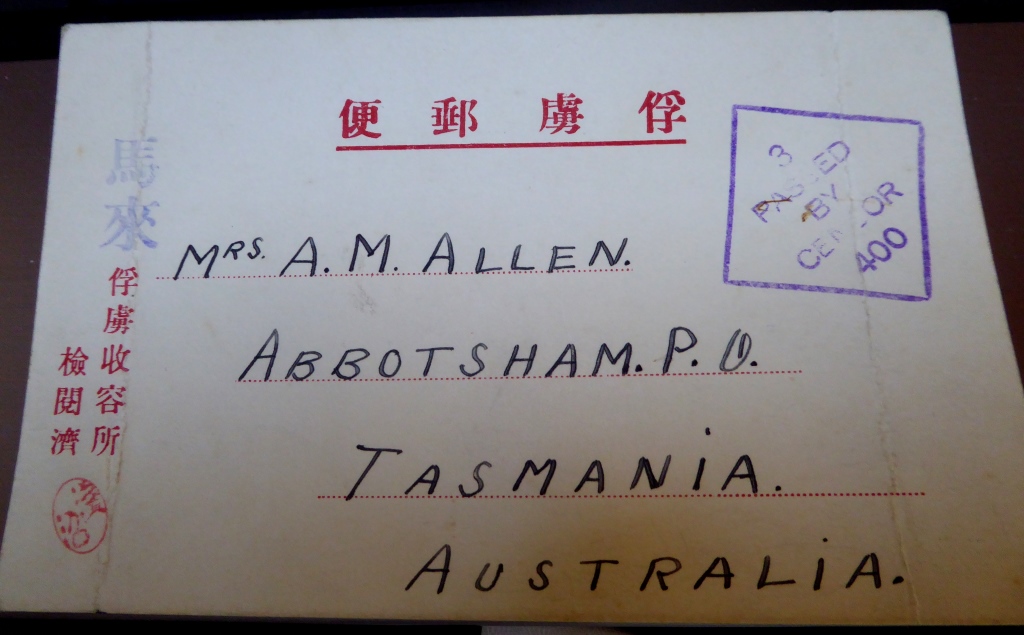 俘虜郵便
3
PASSED
BY
CENSOR
400
馬來
俘虜收容所
檢閱濟
MRS. A. M. ALLEN.
ABBOTSHAM. P. O.
TASMANIA.
AUSTRALIA.